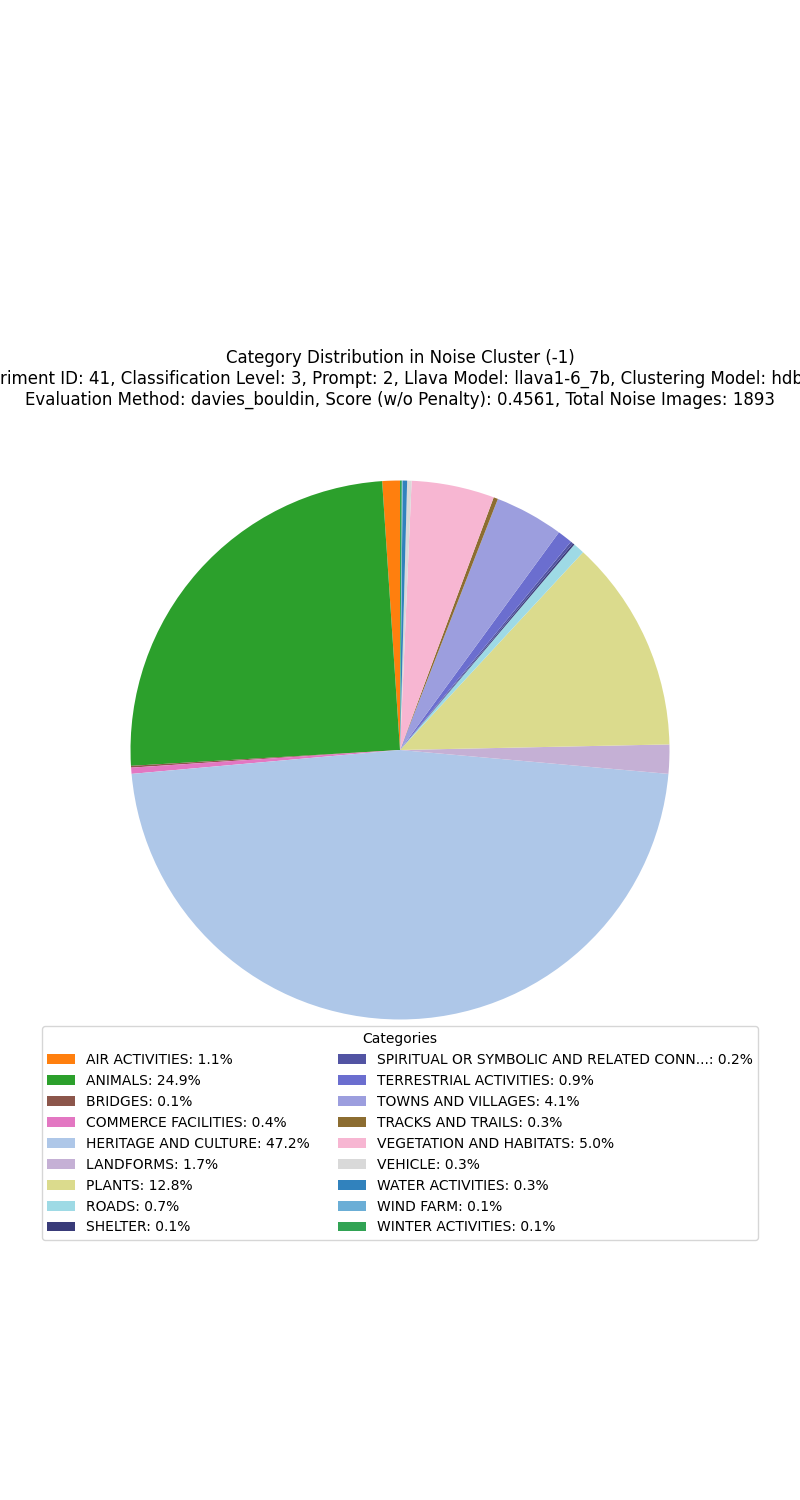 Category Distribution in Noise Cluster (-1)
riment ID: 41, Classification Level: 3, Prompt: 2, Llava Model: llava1-6_7b, Clustering Model: hdb
Evaluation Method: davies_bouldin, Score (w/o Penalty): 0.4561, Total Noise Images: 1893
Categories
AIR ACTIVITIES: 1.1%
ANIMALS: 24.9%
BRIDGES: 0.1%
COMMERCE FACILITIES: 0.4%
HERITAGE AND CULTURE: 47.2%
LANDFORMS: 1.7%
PLANTS: 12.8%
ROADS: 0.7%
SHELTER: 0.1%
SPIRITUAL OR SYMBOLIC AND RELATED CONN...: 0.2%
TERRESTRIAL ACTIVITIES: 0.9%
TOWNS AND VILLAGES: 4.1%
TRACKS AND TRAILS: 0.3%
VEGETATION AND HABITATS: 5.0%
VEHICLE: 0.3%
WATER ACTIVITIES: 0.3%
WIND FARM: 0.1%
WINTER ACTIVITIES: 0.1%